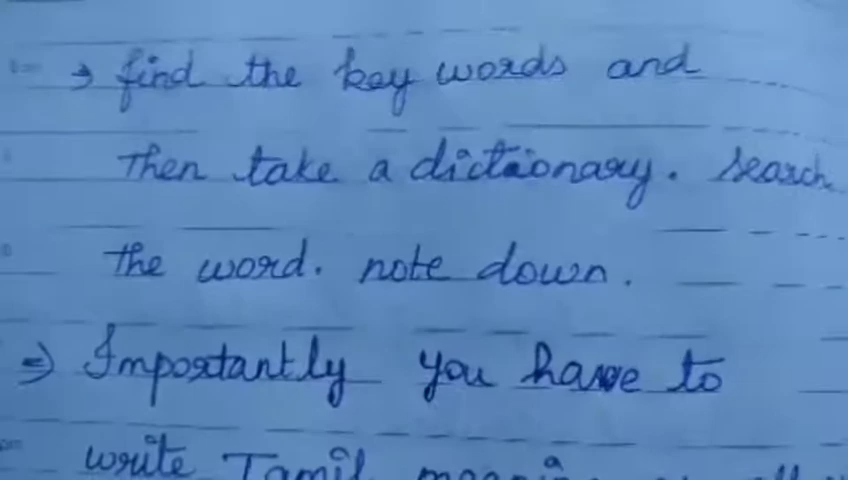 → find the key words and
Then take a dictionary. search
the word. note down.
⇒ Importantly you have to
write Tamil